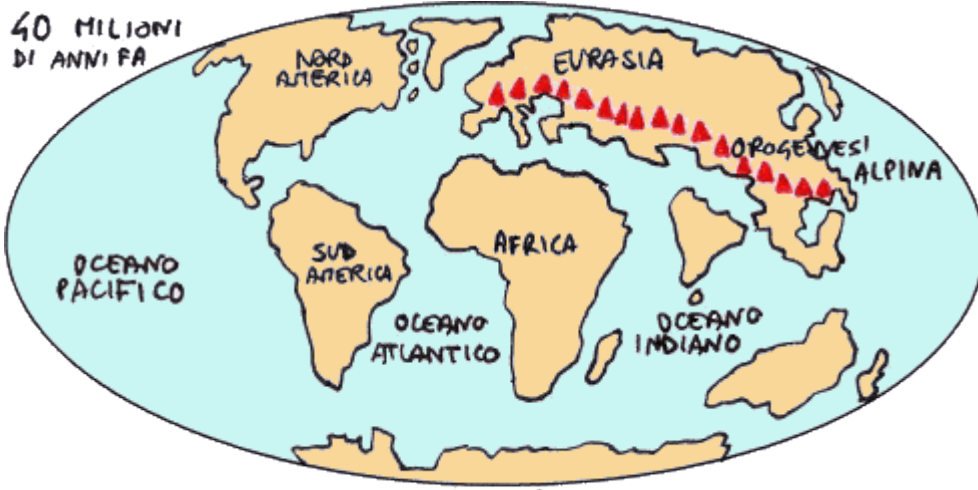 40 MILIONI
DI ANNI FA
NORD
AMERICA
EURASIA
OROGENESI
ALPINA
SUD
AMERICA
AFRICA
OCEANO
PACIFICO
OCEANO
ATLANTICO
OCEANO
INDIANO